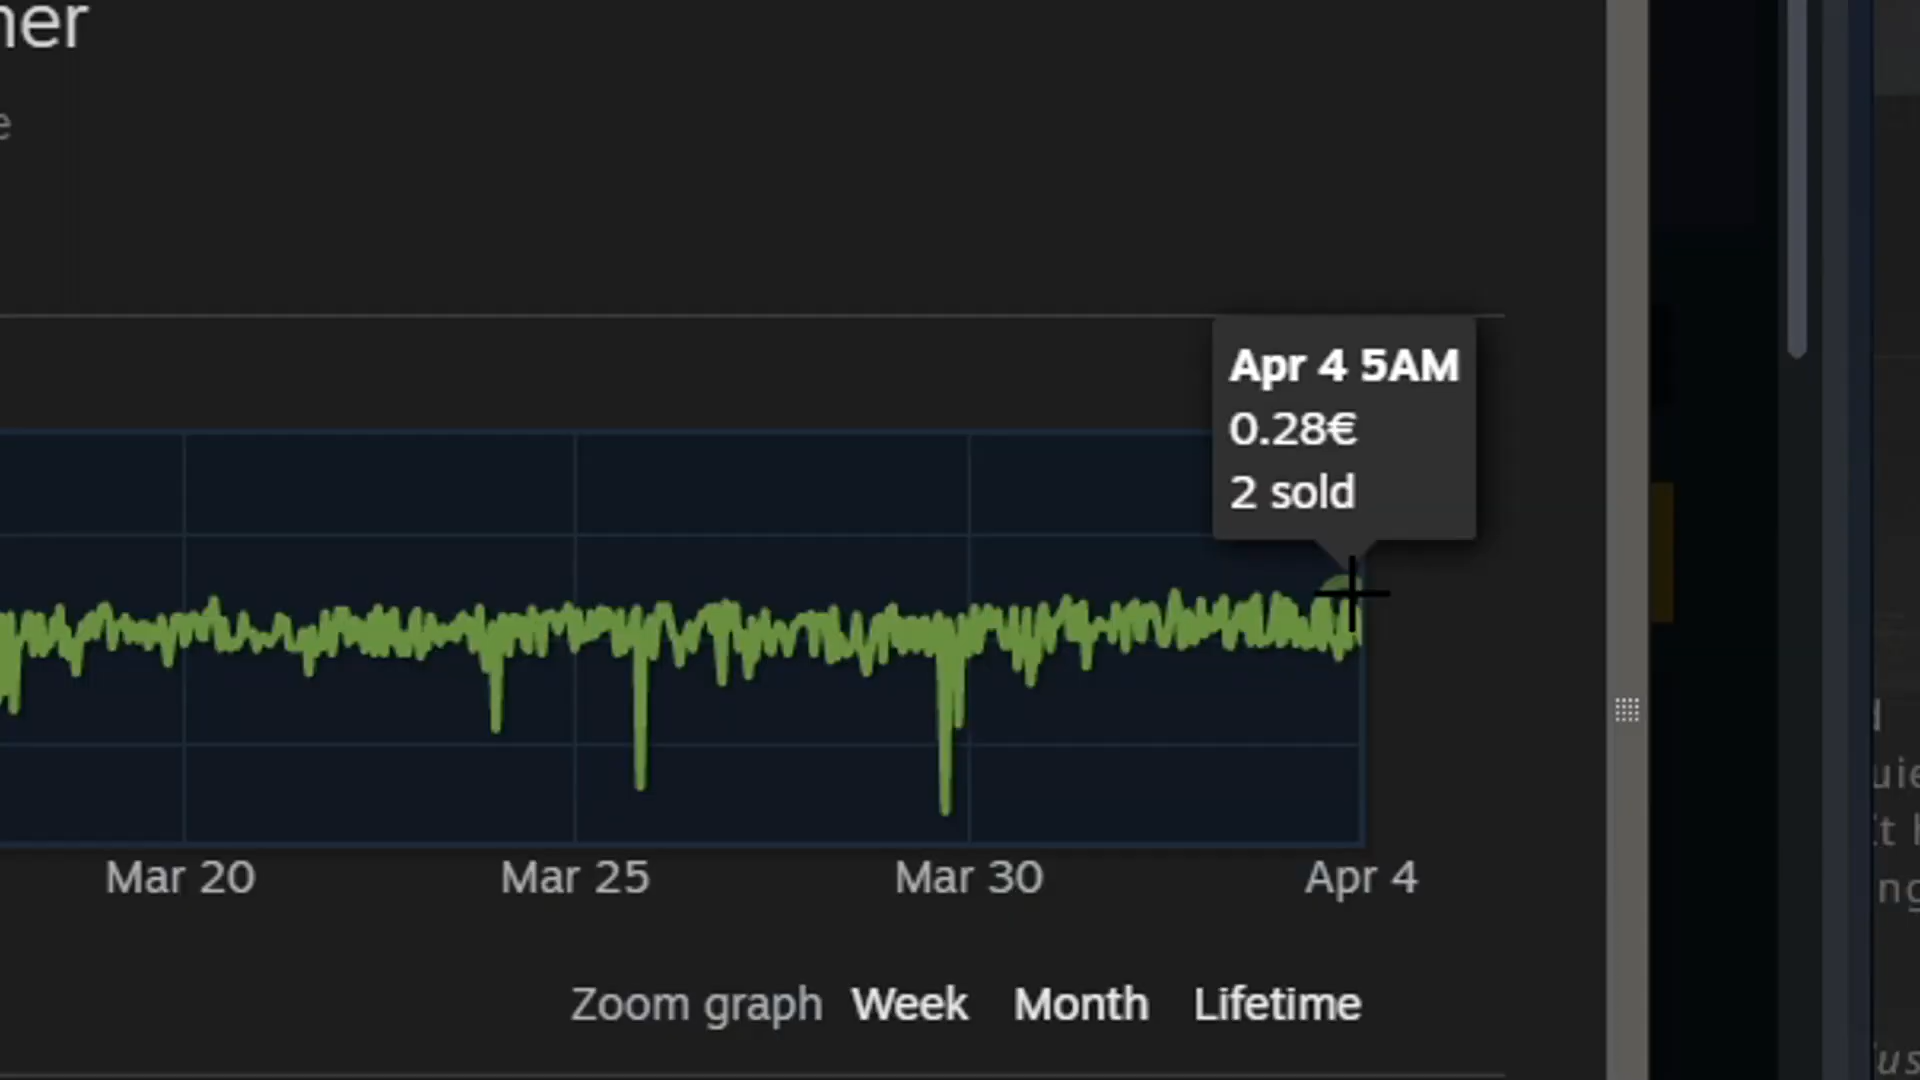 Apr 4 5AM
0.28€
2 sold
Mar 20 Mar 25 Mar 30 Apr 4
Zoom graph Week Month Lifetime